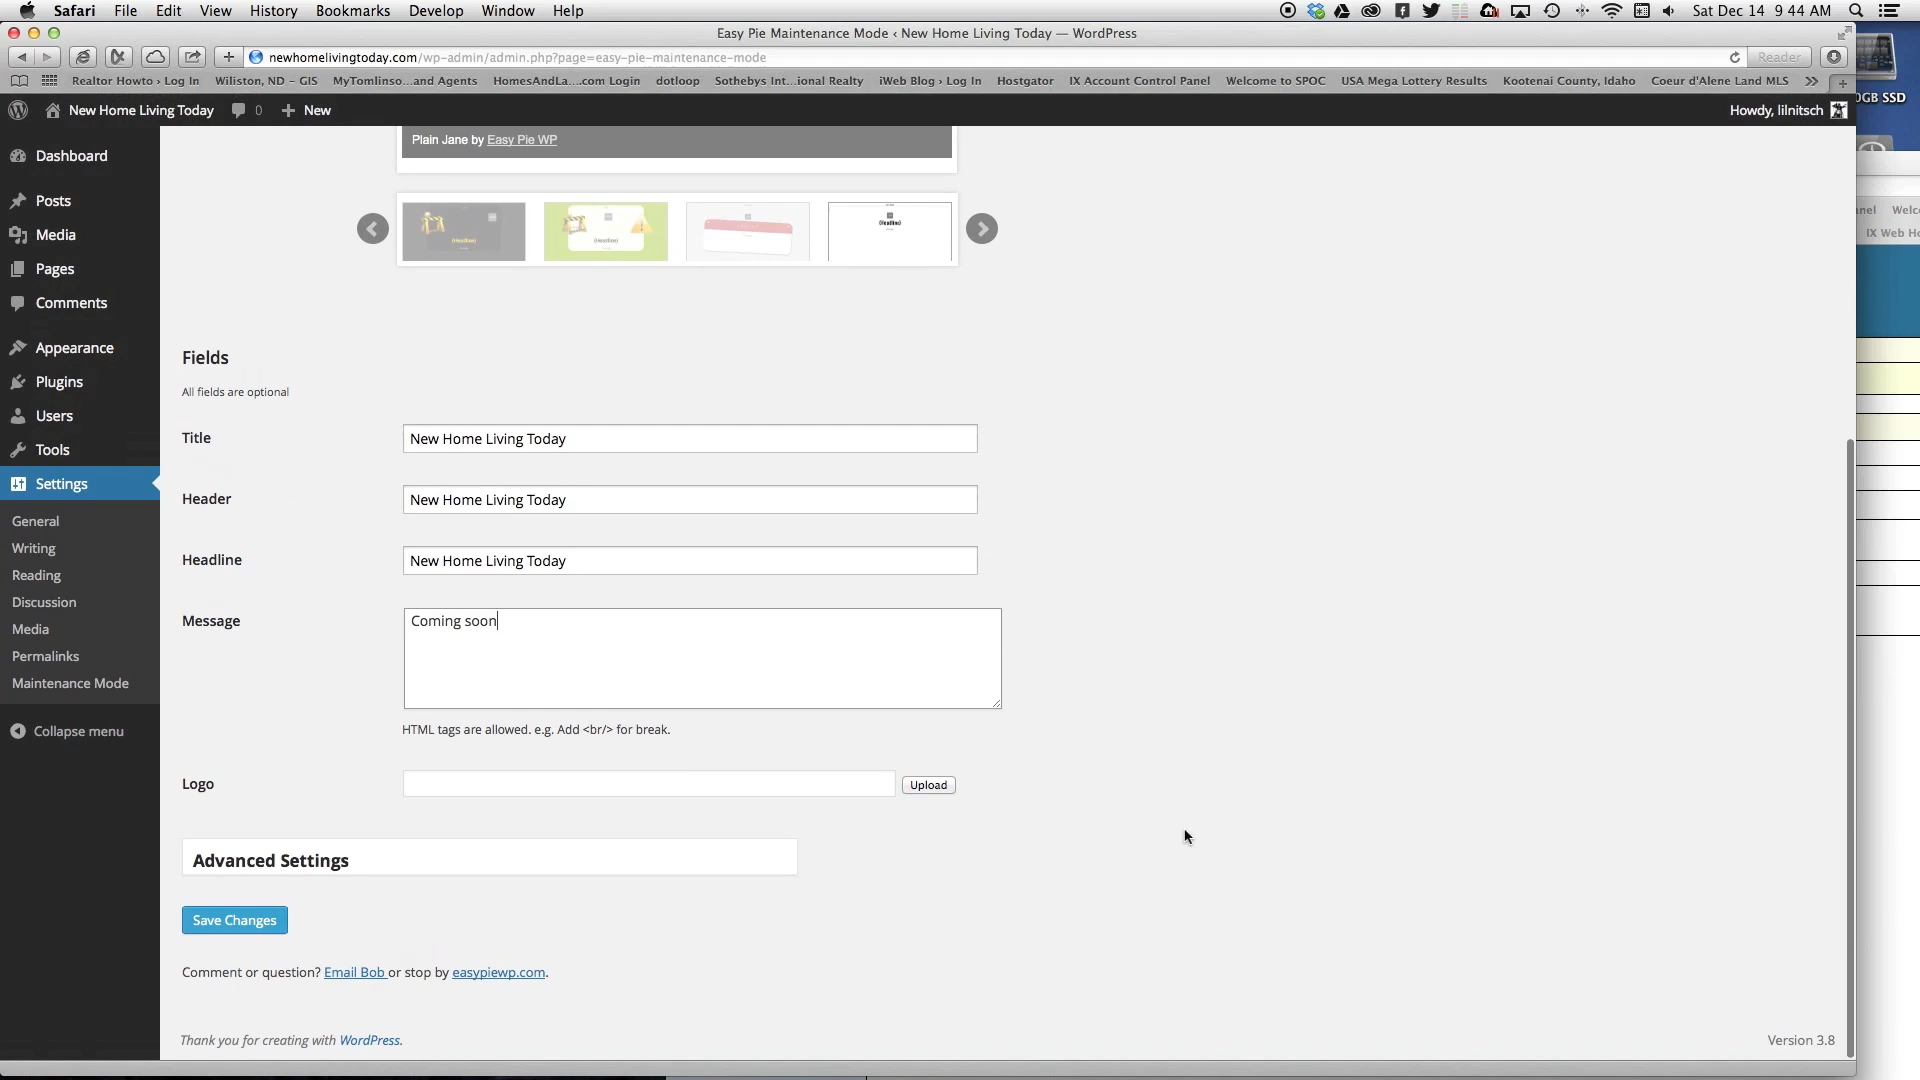 Safari File Edit View History Bookmarks Develop Window Help Sat Dec 14 9 44 AM
Easy Pie Maintenance Mode ‹ New Home Living Today — WordPress
newhomelivingtoday.com/wp-admin/admin.php?page=easy-pie-maintenance-mode Reader
Realtor Howto › Log In Wiliston, ND – GIS MyTomlinso...and Agents HomesAndLa....com Login dotloop Sothebys Int...ional Realty iWeb Blog › Log In Hostgator IX Account Control Panel Welcome to SPOC USA Mega Lottery Results Kootenai County, Idaho Coeur d'Alene Land MLS
0GB SSD
New Home Living Today 0 New Howdy, lilnitsch
Plain Jane by Easy Pie WP
Dashboard
Posts
Media
Pages
Comments
Appearance
Plugins
Users
Tools
Settings
General
Writing
Reading
Discussion
Media
Permalinks
Maintenance Mode
Collapse menu
(Headline) (Headline) (Headline)
nel Welc
IX Web Ho
Fields
All fields are optional
Title New Home Living Today
Header New Home Living Today
Headline New Home Living Today
Message Coming soon
HTML tags are allowed. e.g. Add <br/> for break.
Logo Upload
Advanced Settings
Save Changes
Comment or question? Email Bob or stop by easypiewp.com.
Thank you for creating with WordPress. Version 3.8